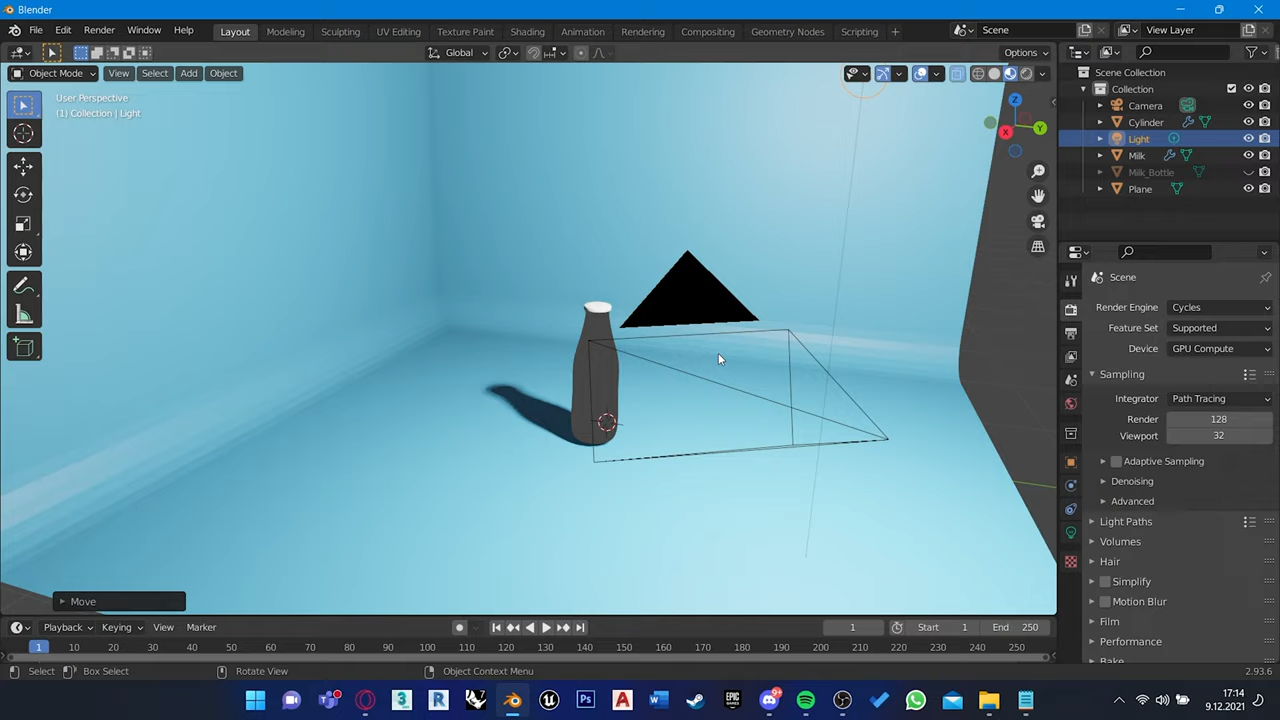 Blender
File Edit Render Window Help
Layout Modeling Sculpting UV Editing Texture Paint Shading Animation Rendering Compositing Geometry Nodes Scripting +
Scene
View Layer
Global
Options
Object Mode View Select Add Object
User Perspective
(1) Collection | Light
Z
Y
X
Scene Collection
Collection
Camera
Cylinder
Light
Milk
Milk_Bottle
Plane
Scene
Render Engine Cycles
Feature Set Supported
Device GPU Compute
Sampling
Integrator Path Tracing
Render 128
Viewport 32
Adaptive Sampling
Denoising
Advanced
Light Paths
Volumes
Hair
Simplify
Motion Blur
Film
Performance
Bake
Move
Playback Keying View Marker
1 Start 1 End 250
1 10 20 30 40 50 60 70 80 90 100 110 120 130 140 150 160 170 180 190 200 210 220 230 240 250
Select Box Select Rotate View Object Context Menu 2.93.6
3 R U Ps A W EPIC GAMES 9+
17:14
9.12.2021